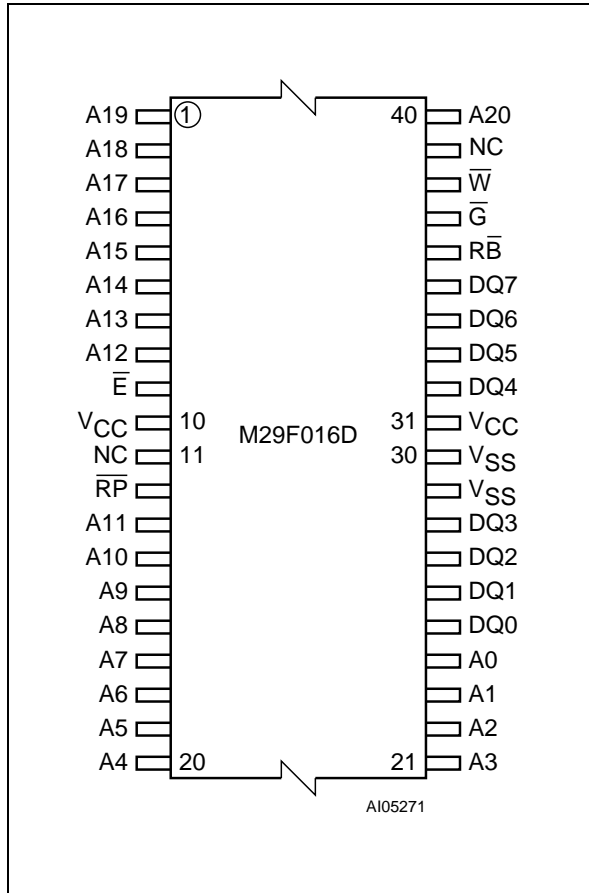 A19 ① 40 A20
A18 NC
A17 W̅
A16 G̅
A15 RB̅
A14 DQ7
A13 DQ6
A12 DQ5
E̅ DQ4
VCC 10 31 VCC
M29F016D
NC 11 30 VSS
R̅P̅ VSS
A11 DQ3
A10 DQ2
A9 DQ1
A8 DQ0
A7 A0
A6 A1
A5 A2
A4 20 21 A3
AI05271